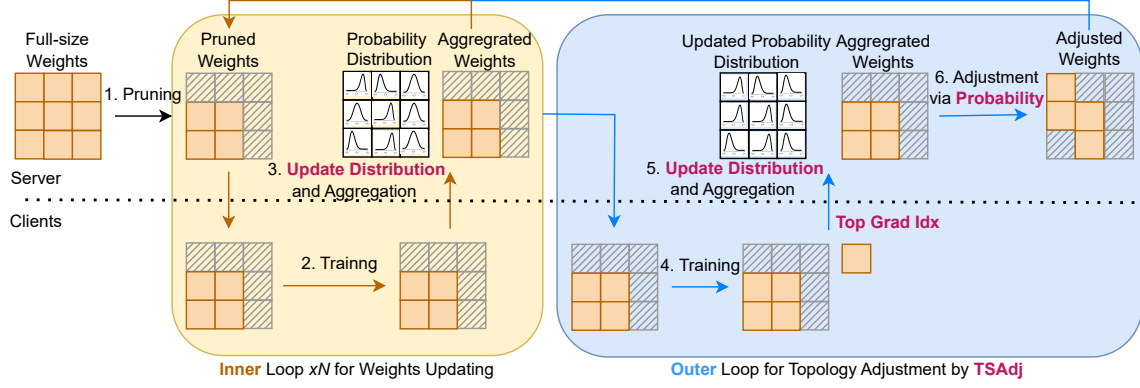 Full-size
Weights
1. Pruning
Server
Clients
Pruned
Weights
Probability
Distribution
Aggregrated
Weights
3. Update Distribution
and Aggregation
2. Trainng
Inner Loop xN for Weights Updating
Updated Probability
Distribution
Aggregrated
Weights
Adjusted
Weights
6. Adjustment
via Probability
5. Update Distribution
and Aggregation
Top Grad Idx
4. Training
Outer Loop for Topology Adjustment by TSAdj